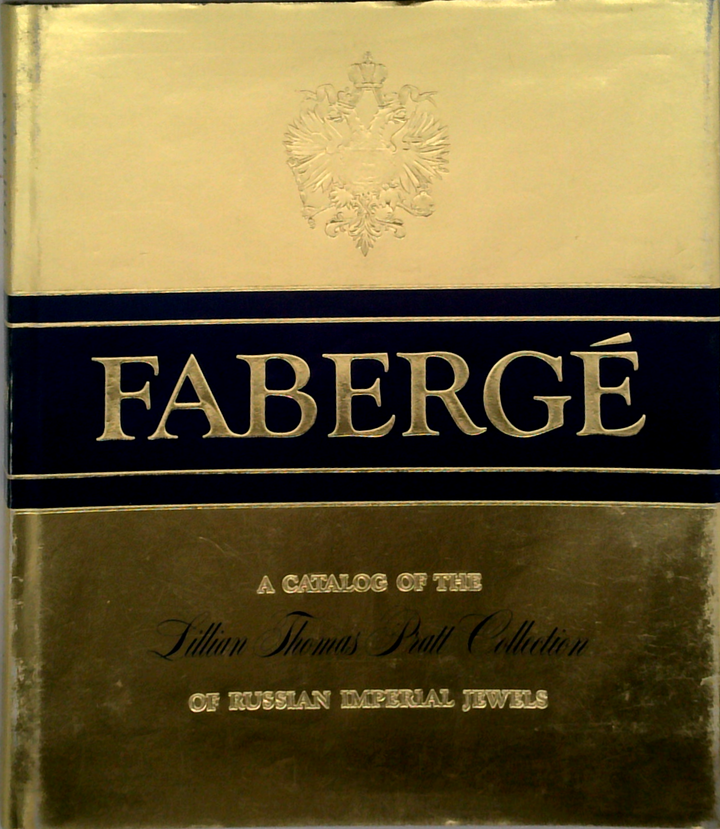 FABERGÉ
A CATALOG OF THE
Lillian Thomas Pratt Collection
OF RUSSIAN IMPERIAL JEWELS